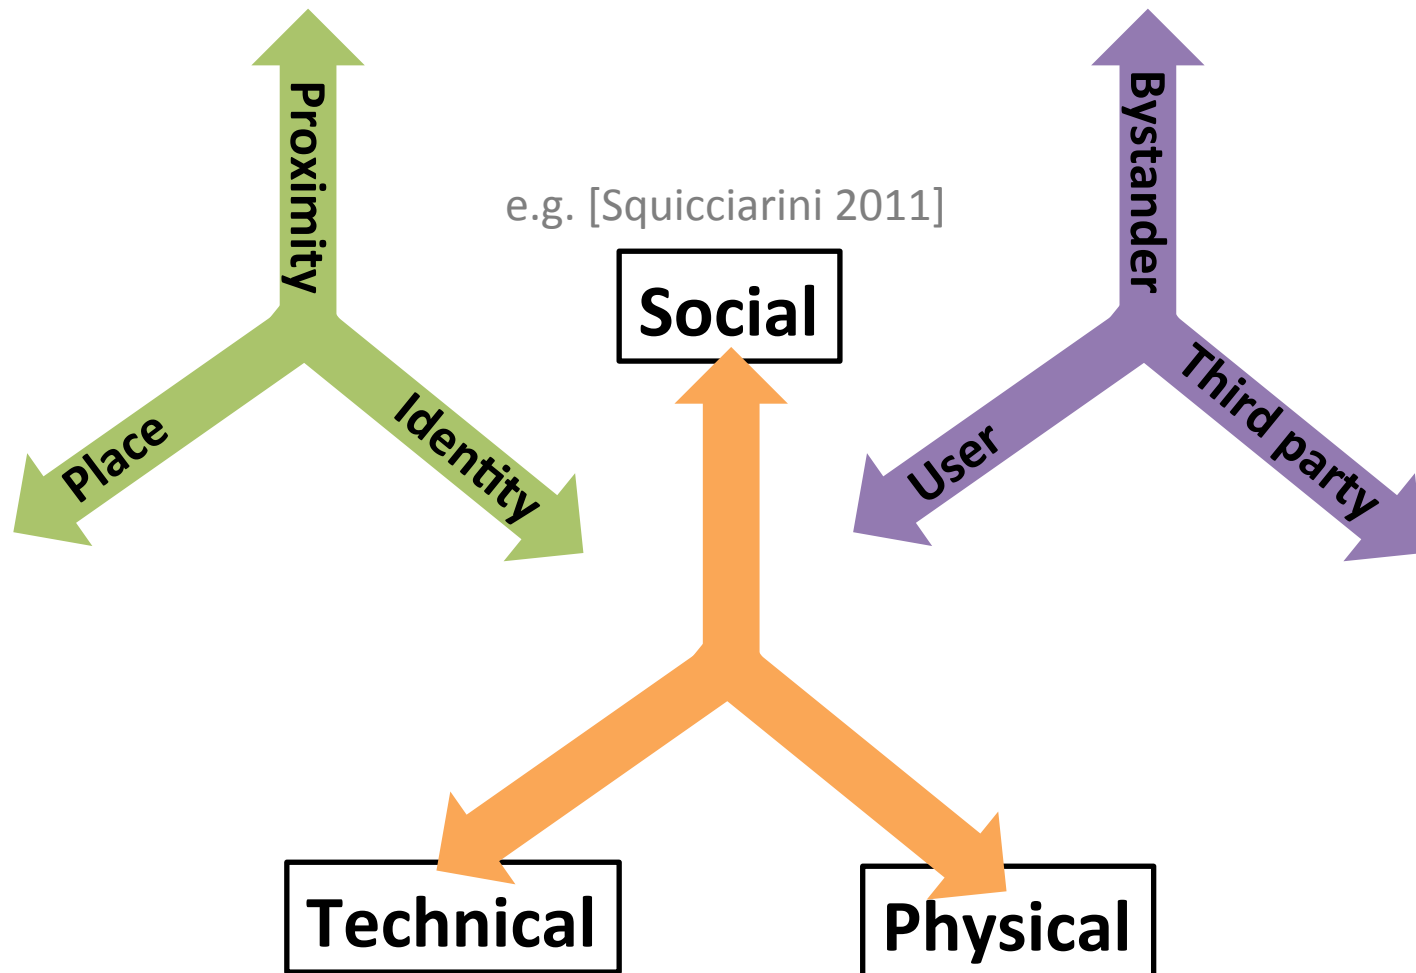 Proximity
Place
Identity
Bystander
User
Third party
e.g. [Squicciarini 2011]
Social
Technical
Physical